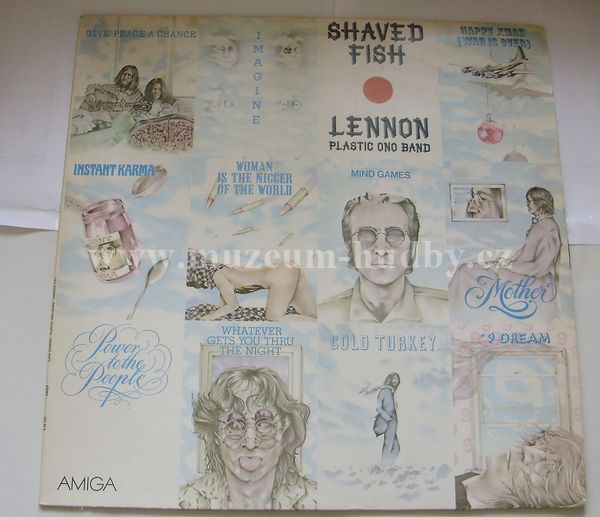 GIVE PEACE A CHANCE
IMAGINE
SHAVED
FISH
LENNON
PLASTIC ONO BAND
HAPPY XMAS
(WAR IS OVER)
INSTANT KARMA
WOMAN
IS THE NIGGER
OF THE WORLD
MIND GAMES
Mother
www.muzeum-hudby.cz
Power
to the
People
WHATEVER
GETS YOU THRU
THE NIGHT
COLD TURKEY
#9 DREAM
AMIGA